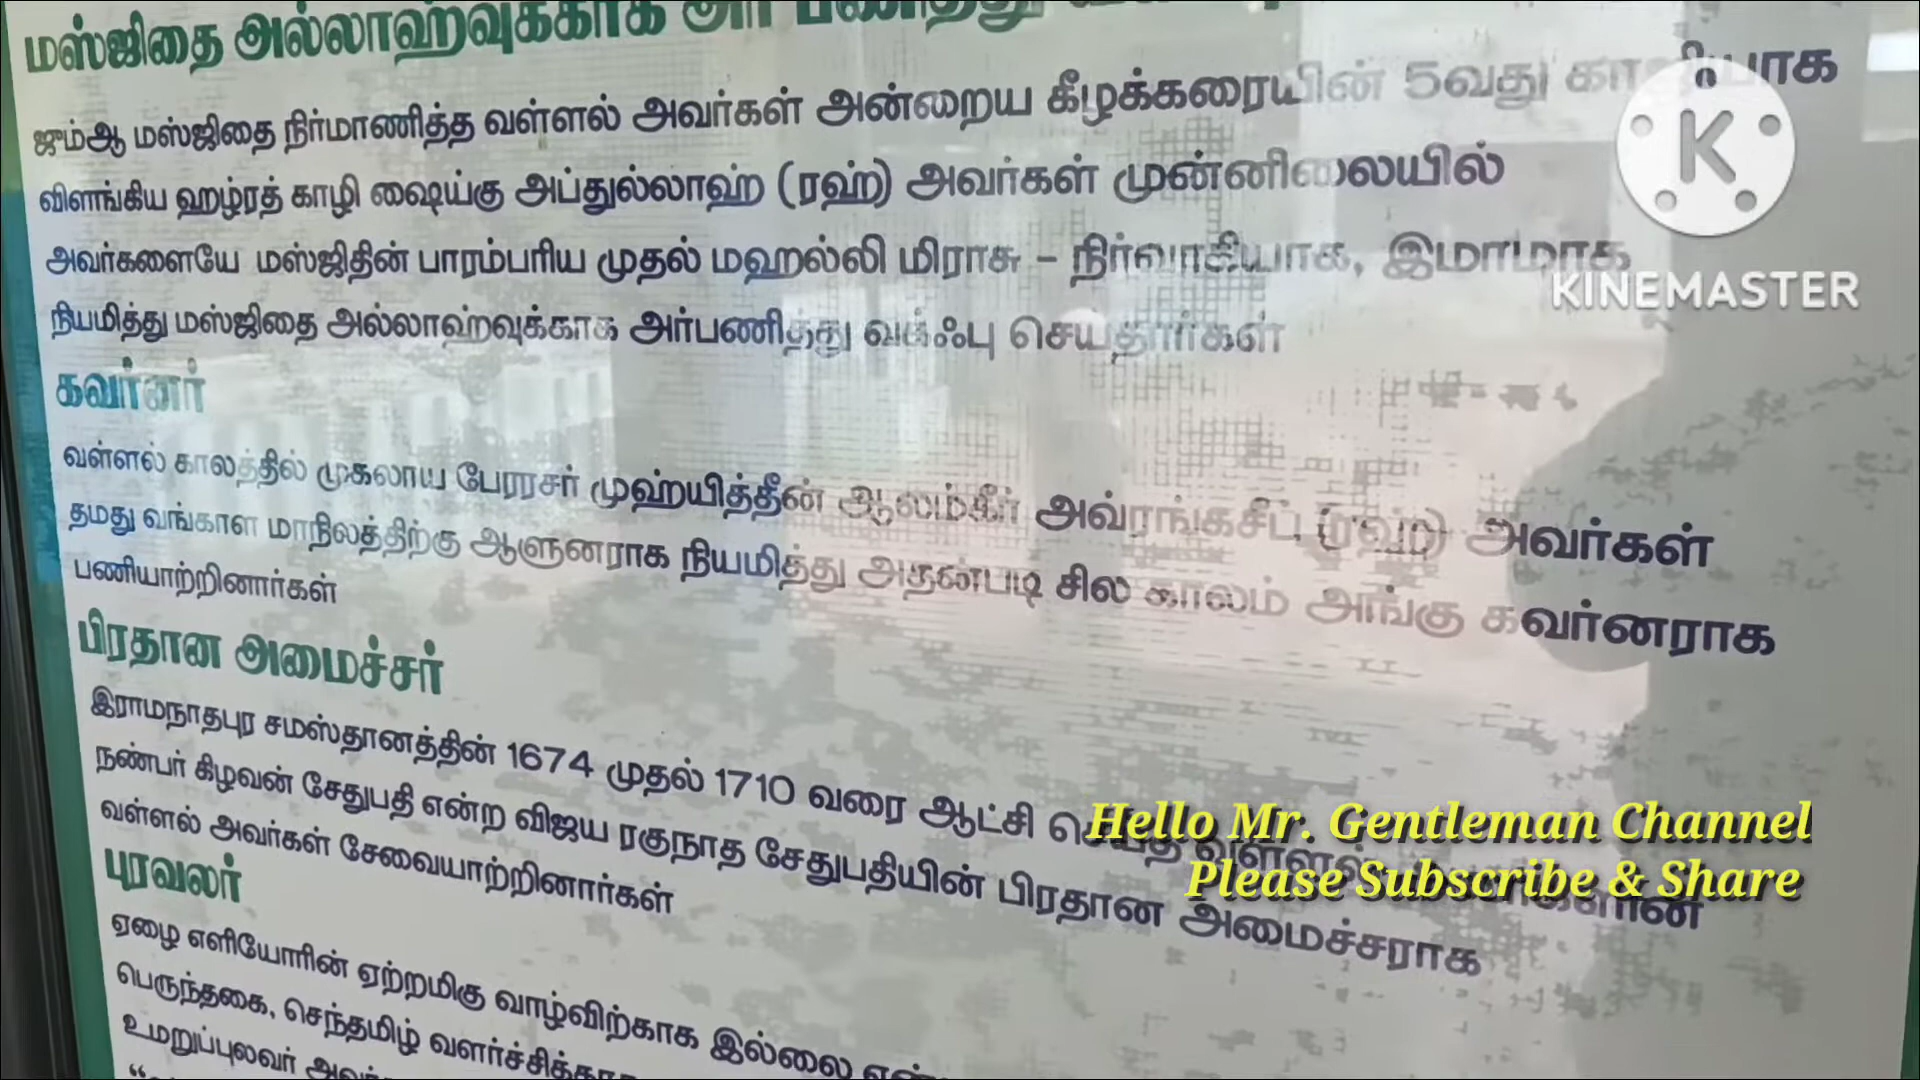 மஸ்ஜிதை அல்லாஹ்வுக்காக அர்பணித்து
ஜும்ஆ மஸ்ஜிதை நிர்மாணித்த வள்ளல் அவர்கள் அன்றைய கீழக்கரையின் 5வது காஜியாக
விளங்கிய ஹழ்ரத் காழி ஷைய்கு அப்துல்லாஹ் (ரஹ்) அவர்கள் முன்னிலையில்
அவர்களையே மஸ்ஜிதின் பாரம்பரிய முதல் மஹல்லி மிராசு – நிர்வாகியாக, இமாமாக
நியமித்து மஸ்ஜிதை அல்லாஹ்வுக்காக அர்பணித்து வக்ஃபு செய்தார்கள்
கவர்னர்
வள்ளல் காலத்தில் முகலாய பேரரசர் முஹ்யித்தீன் ஆலம்கீர் அவ்ரங்கசீப் (ரஹ்) அவர்கள்
தமது வங்காள மாநிலத்திற்கு ஆளுனராக நியமித்து அதன்படி சில காலம் அங்கு கவர்னராக
பணியாற்றினார்கள்
பிரதான அமைச்சர்
இராமநாதபுர சமஸ்தானத்தின் 1674 முதல் 1710 வரை ஆட்சி செய்த வள்ளல்
நண்பர் கிழவன் சேதுபதி என்ற விஜய ரகுநாத சேதுபதியின் பிரதான அமைச்சராக
வள்ளல் அவர்கள் சேவையாற்றினார்கள்
புரவலர்
ஏழை எளியோரின் ஏற்றமிகு வாழ்விற்காக இல்லை
பெருந்தகை, செந்தமிழ் வளர்ச்சிக்காக
உமறுப்புலவர்
KINEMASTER
Hello Mr. Gentleman Channel
Please Subscribe & Share